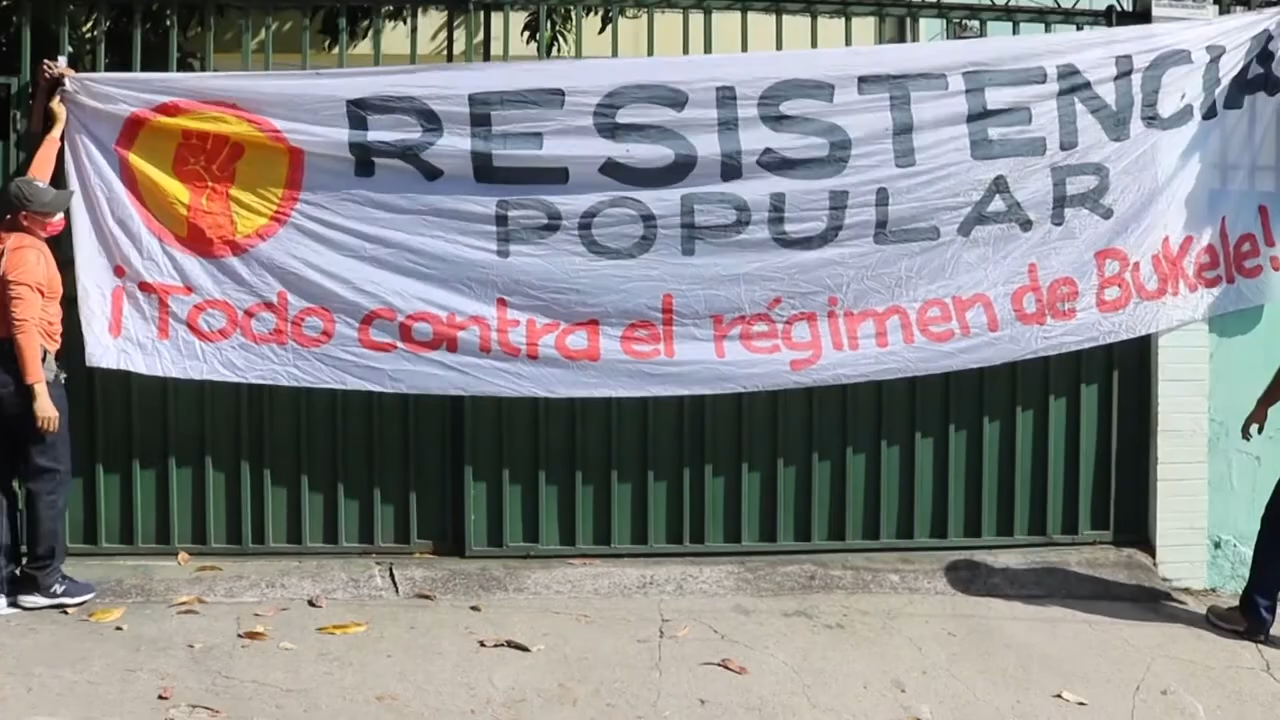 RESISTENCIA
POPULAR
¡Todo contra el régimen de BuKele!